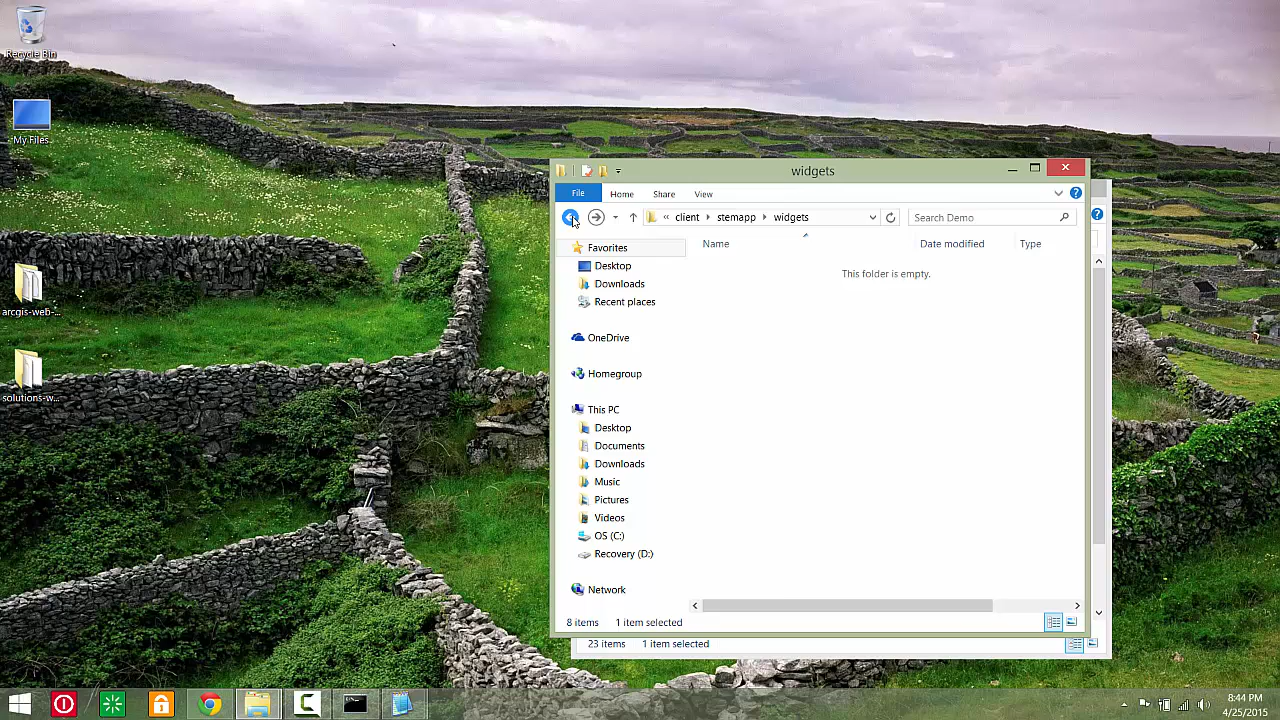 Recycle Bin
My Files
arcgis-web-...
solutions-w...
widgets
File
Home
Share
View
« client stemapp widgets
Search Demo
Favorites
Desktop
Downloads
Recent places
OneDrive
Homegroup
This PC
Desktop
Documents
Downloads
Music
Pictures
Videos
OS (C:)
Recovery (D:)
Network
Name
Date modified
Type
This folder is empty.
8 items 1 item selected
23 items 1 item selected
8:44 PM
4/25/2015